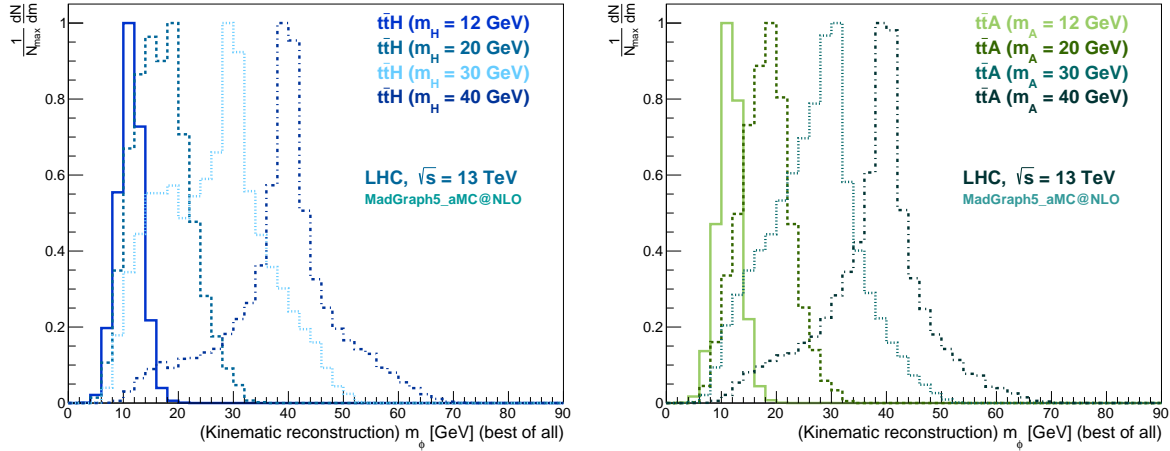 1/N_max dN/dm
tt̄H (m_H = 12 GeV)
tt̄H (m_H = 20 GeV)
tt̄H (m_H = 30 GeV)
tt̄H (m_H = 40 GeV)
LHC, √s = 13 TeV
MadGraph5_aMC@NLO
1
0.8
0.6
0.4
0.2
0
0 10 20 30 40 50 60 70 80 90
(Kinematic reconstruction) m_ϕ [GeV] (best of all)
1/N_max dN/dm
tt̄A (m_A = 12 GeV)
tt̄A (m_A = 20 GeV)
tt̄A (m_A = 30 GeV)
tt̄A (m_A = 40 GeV)
LHC, √s = 13 TeV
MadGraph5_aMC@NLO
1
0.8
0.6
0.4
0.2
0
0 10 20 30 40 50 60 70 80 90
(Kinematic reconstruction) m_ϕ [GeV] (best of all)